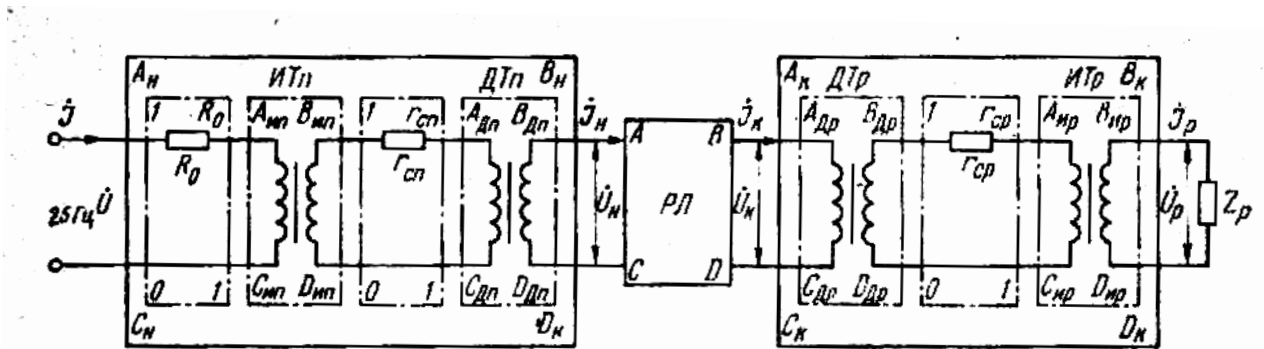 Aн ИТп ДТп Bн
Aк ДТр ИТр Bк
İ 1 R₀ Aип Bип 1 rсп Aдп Bдп İн A B İк Aдр Bдр 1 rср Aир Bир İр
R₀ rсп rср
25Гц U̇ U̇н РЛ U̇к U̇р Zр
C D
0 1 Cип Dип 0 1 Cдп Dдп Cдр Dдр 0 1 Cир Dир
Cн Dк Cк Dк